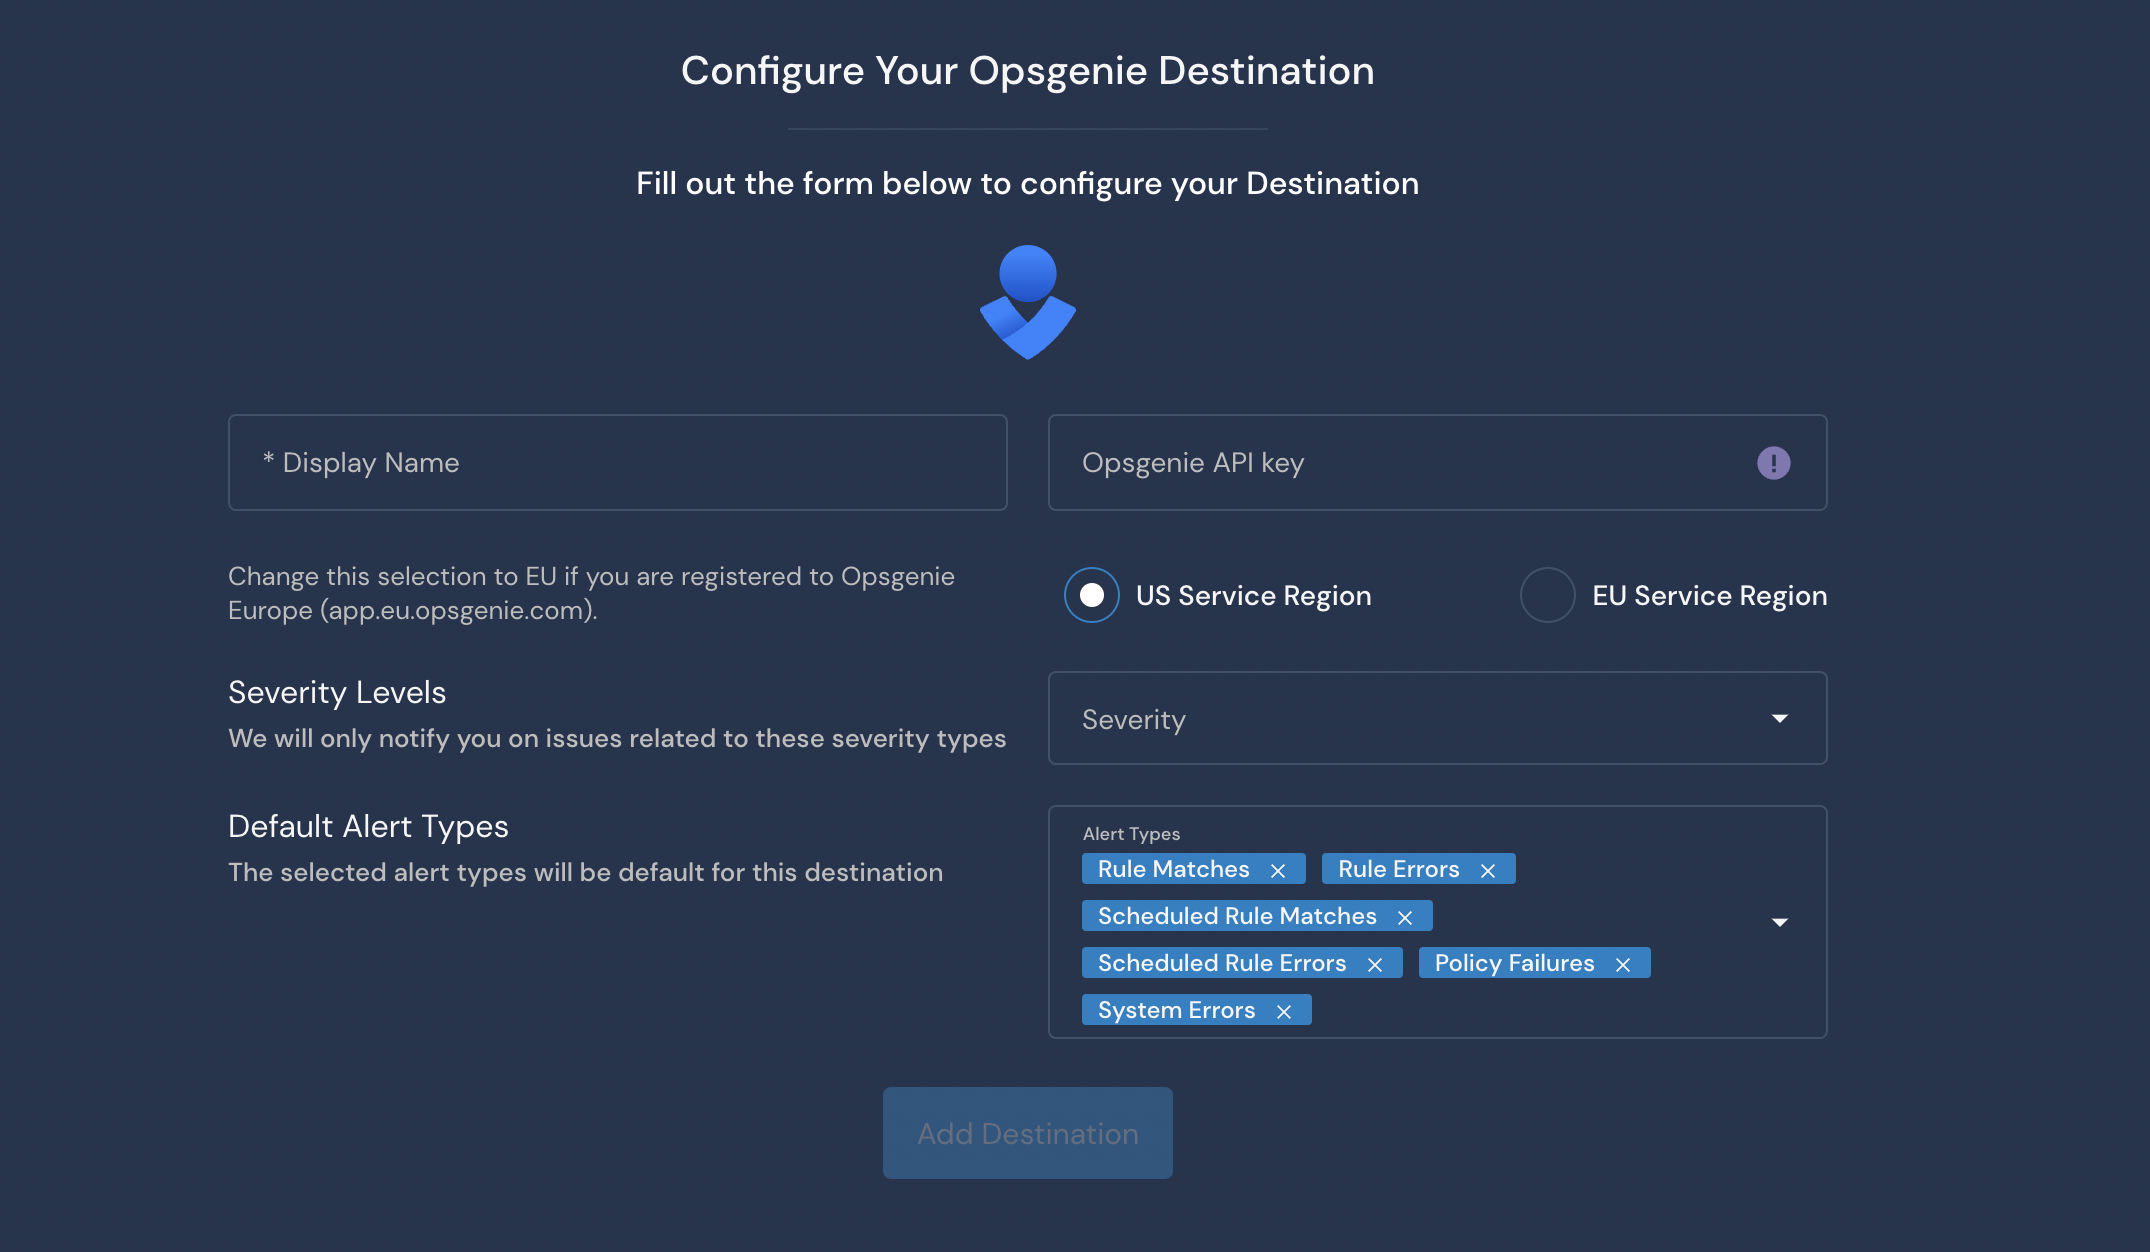 Configure Your Opsgenie Destination
Fill out the form below to configure your Destination
* Display Name
Opsgenie API key
Change this selection to EU if you are registered to Opsgenie
Europe (app.eu.opsgenie.com).
US Service Region
EU Service Region
Severity Levels
We will only notify you on issues related to these severity types
Severity
Default Alert Types
The selected alert types will be default for this destination
Alert Types
Rule Matches
Rule Errors
Scheduled Rule Matches
Scheduled Rule Errors
Policy Failures
System Errors
Add Destination